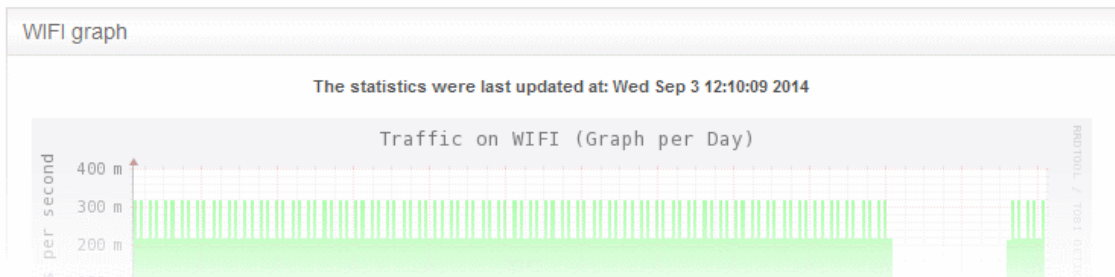 WIFI graph
The statistics were last updated at: Wed Sep 3 12:10:09 2014
Traffic on WIFI (Graph per Day)
400 m
300 m
200 m
per second
RRDTOOL / TOBI